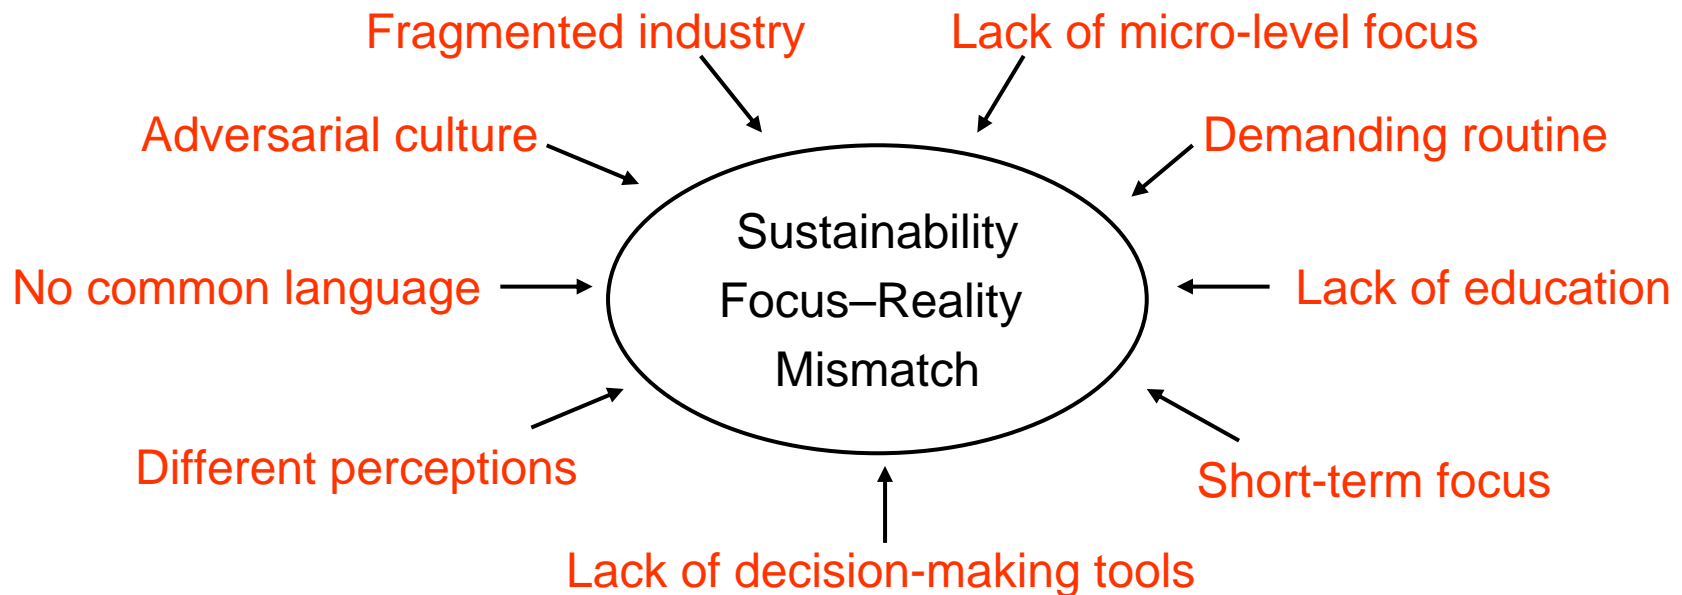 Fragmented industry
Lack of micro-level focus
Adversarial culture
Demanding routine
Sustainability
Focus–Reality
Mismatch
No common language
Lack of education
Different perceptions
Short-term focus
Lack of decision-making tools